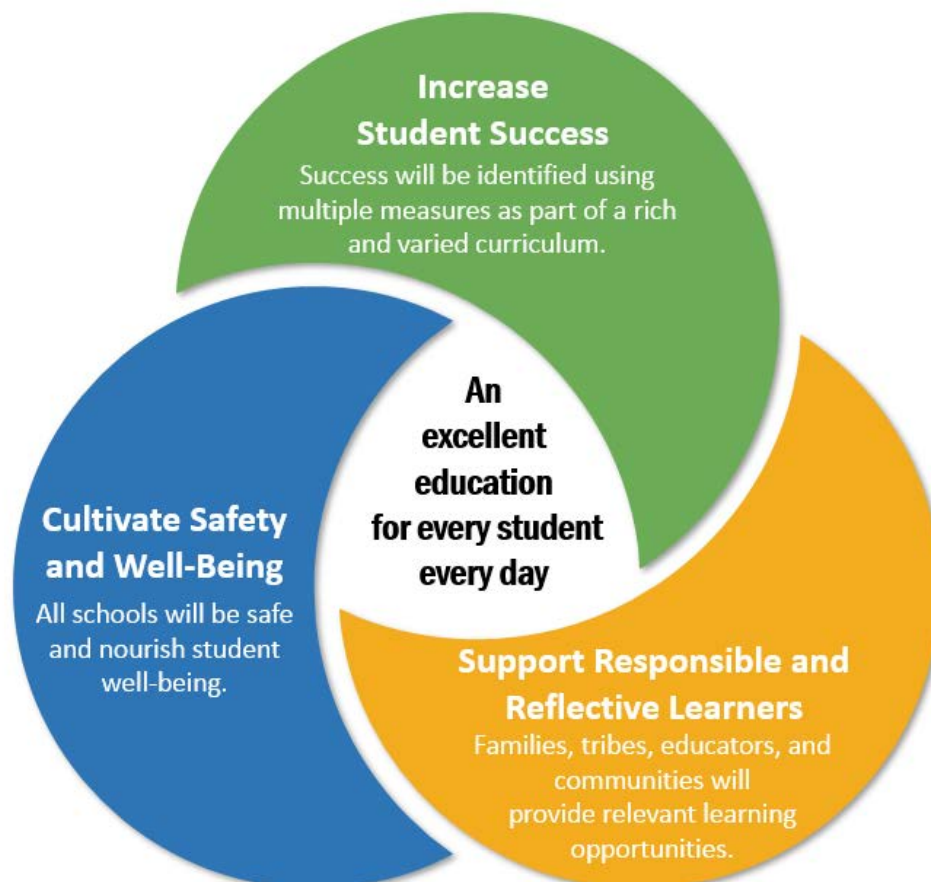 Increase
Student Success
Success will be identified using
multiple measures as part of a rich
and varied curriculum.
An
excellent
education
for every student
every day
Cultivate Safety
and Well-Being
All schools will be safe
and nourish student
well-being.
Support Responsible and
Reflective Learners
Families, tribes, educators, and
communities will
provide relevant learning
opportunities.